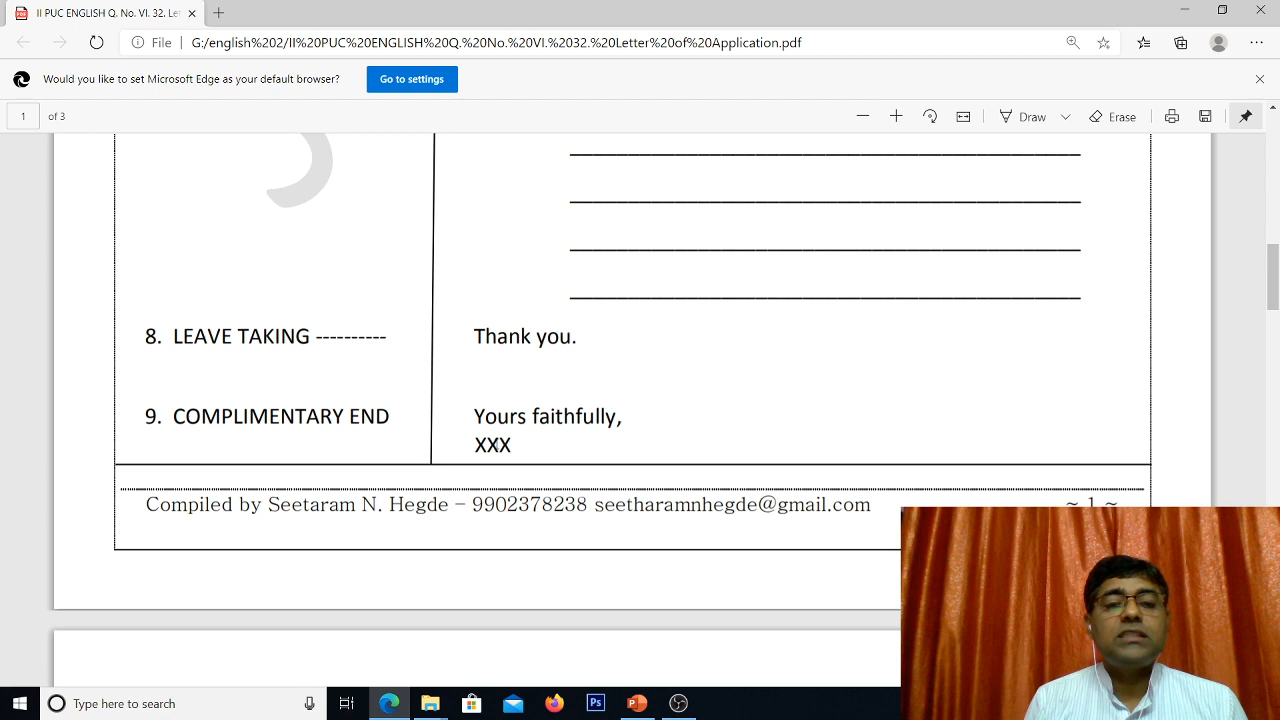 II PUC ENGLISH Q. No. VI. 32. Let
File G:/english%202/II%20PUC%20ENGLISH%20Q.%20No.%20VI.%2032.%20Letter%20of%20Application.pdf
Would you like to set Microsoft Edge as your default browser? Go to settings
1 of 3 Draw Erase
8. LEAVE TAKING ---------- Thank you.
9. COMPLIMENTARY END Yours faithfully,
XXX
Compiled by Seetaram N. Hegde – 9902378238 seetharamnhegde@gmail.com ~ 1 ~
Type here to search